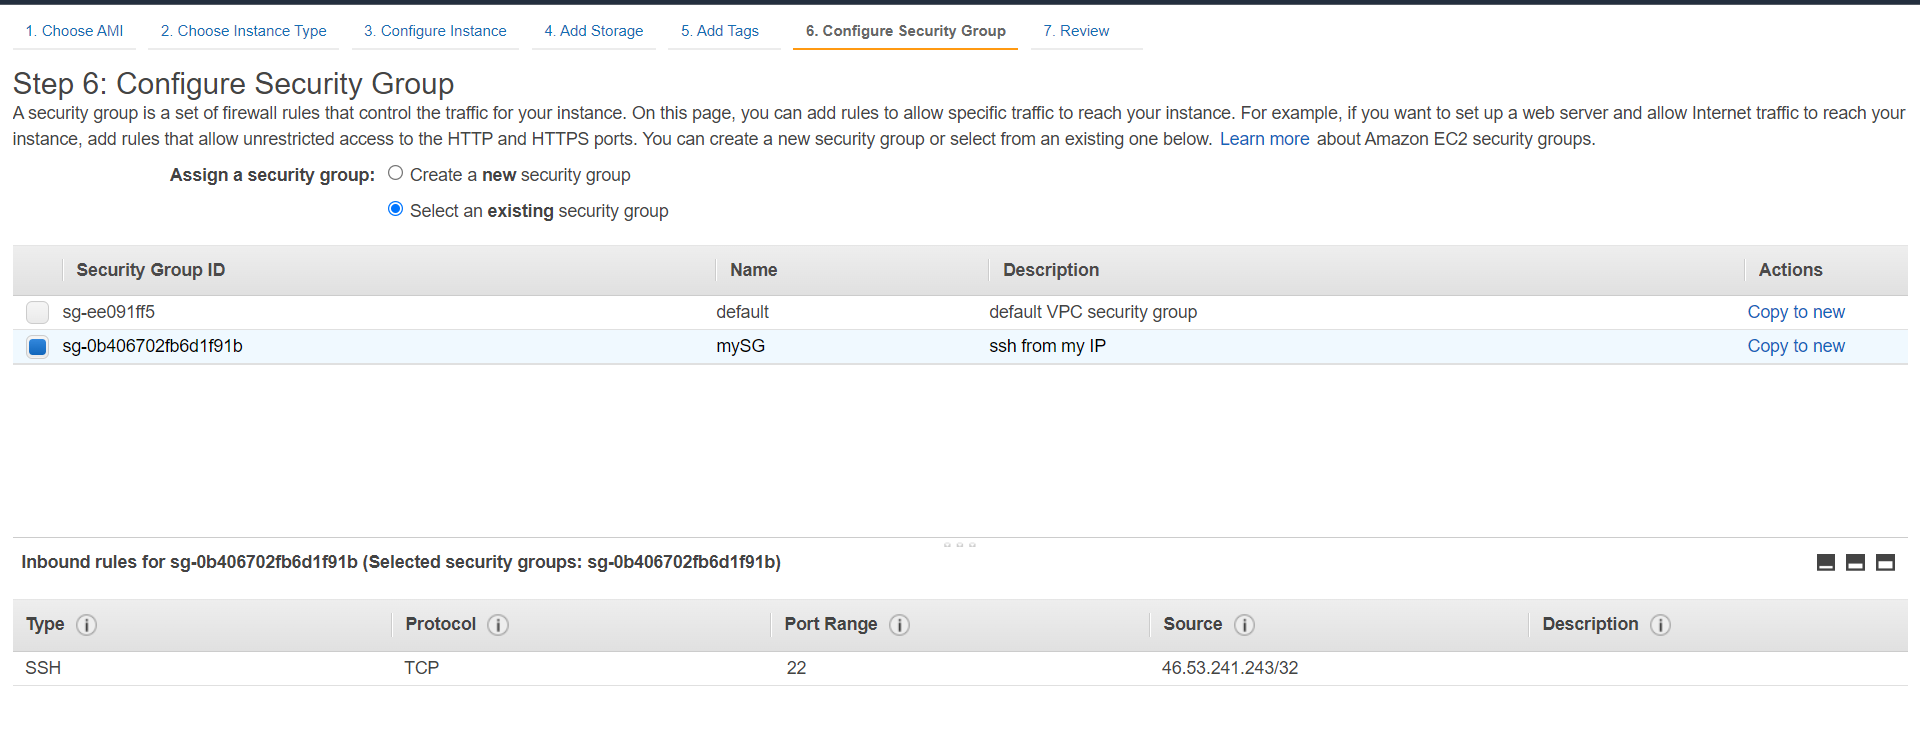 1. Choose AMI 2. Choose Instance Type 3. Configure Instance 4. Add Storage 5. Add Tags 6. Configure Security Group 7. Review
Step 6: Configure Security Group
A security group is a set of firewall rules that control the traffic for your instance. On this page, you can add rules to allow specific traffic to reach your instance. For example, if you want to set up a web server and allow Internet traffic to reach your
instance, add rules that allow unrestricted access to the HTTP and HTTPS ports. You can create a new security group or select from an existing one below. Learn more about Amazon EC2 security groups.
Assign a security group: Create a new security group
Select an existing security group
Security Group ID Name Description Actions
sg-ee091ff5 default default VPC security group Copy to new
sg-0b406702fb6d1f91b mySG ssh from my IP Copy to new
Inbound rules for sg-0b406702fb6d1f91b (Selected security groups: sg-0b406702fb6d1f91b)
Type i Protocol i Port Range i Source i Description i
SSH TCP 22 46.53.241.243/32